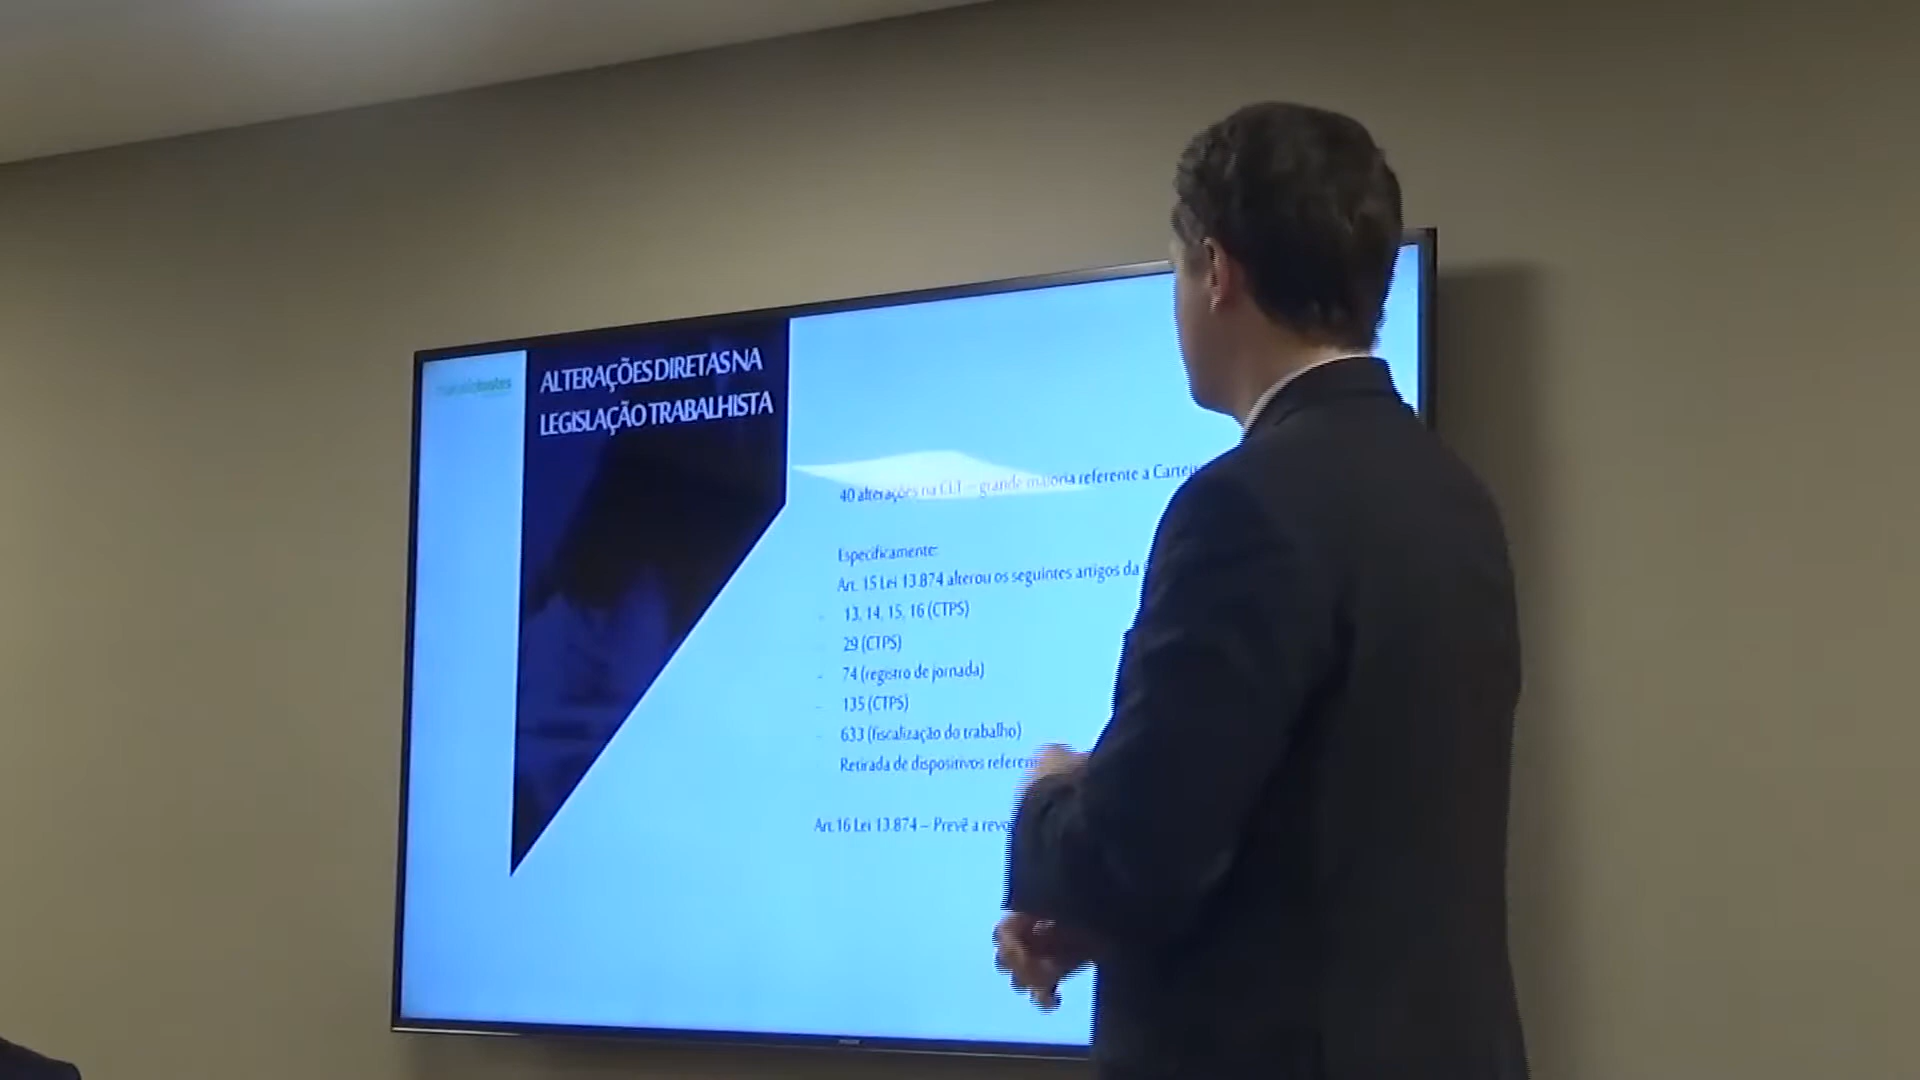 ALTERAÇÕES DIRETAS NA
LEGISLAÇÃO TRABALHISTA
40 alterações na CLT – grande maioria referente a
Especificamente:
Art. 15 Lei 13.874 alterou os seguintes artigos da
- 13, 14, 15, 16 (CTPS)
- 29 (CTPS)
- 74 (registro de jornada)
- 135 (CTPS)
- 633 (fiscalização do trabalho)
Retirada de dispositivos
Art.16 Lei 13.874 – Prevê a